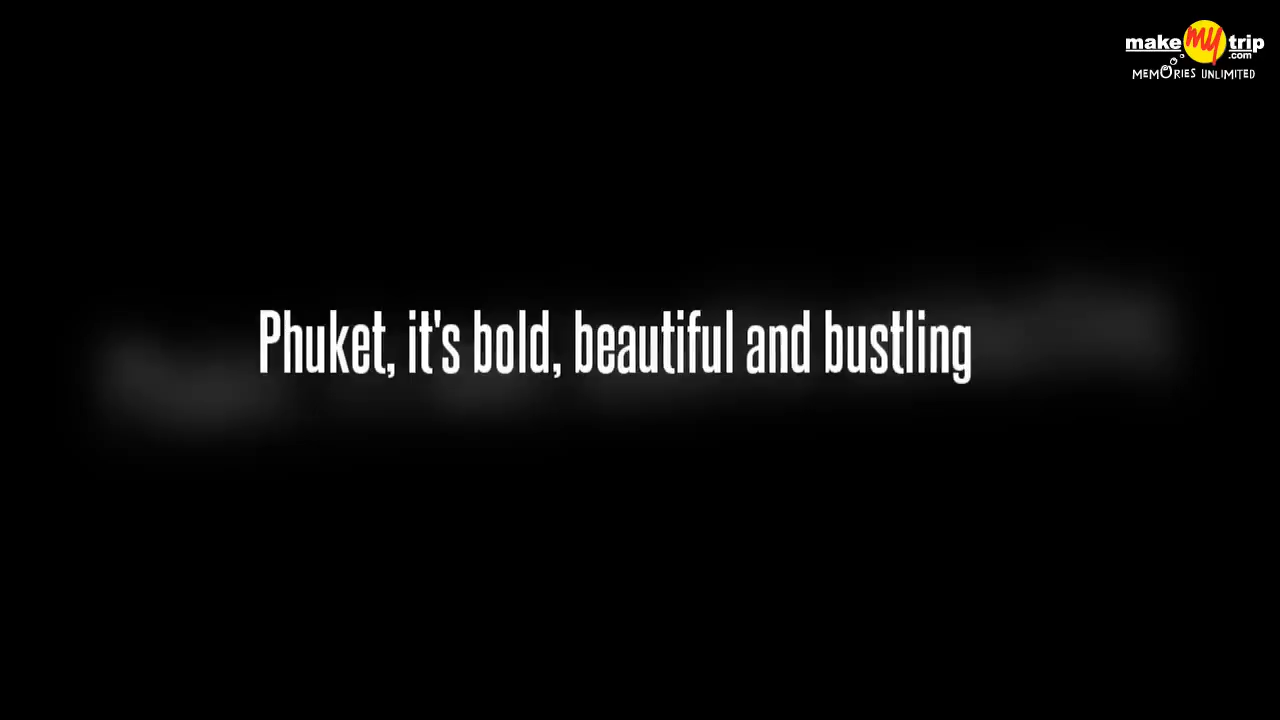 make my trip
.com
MEMORIES UNLIMITED
Phuket, it's bold, beautiful and bustling